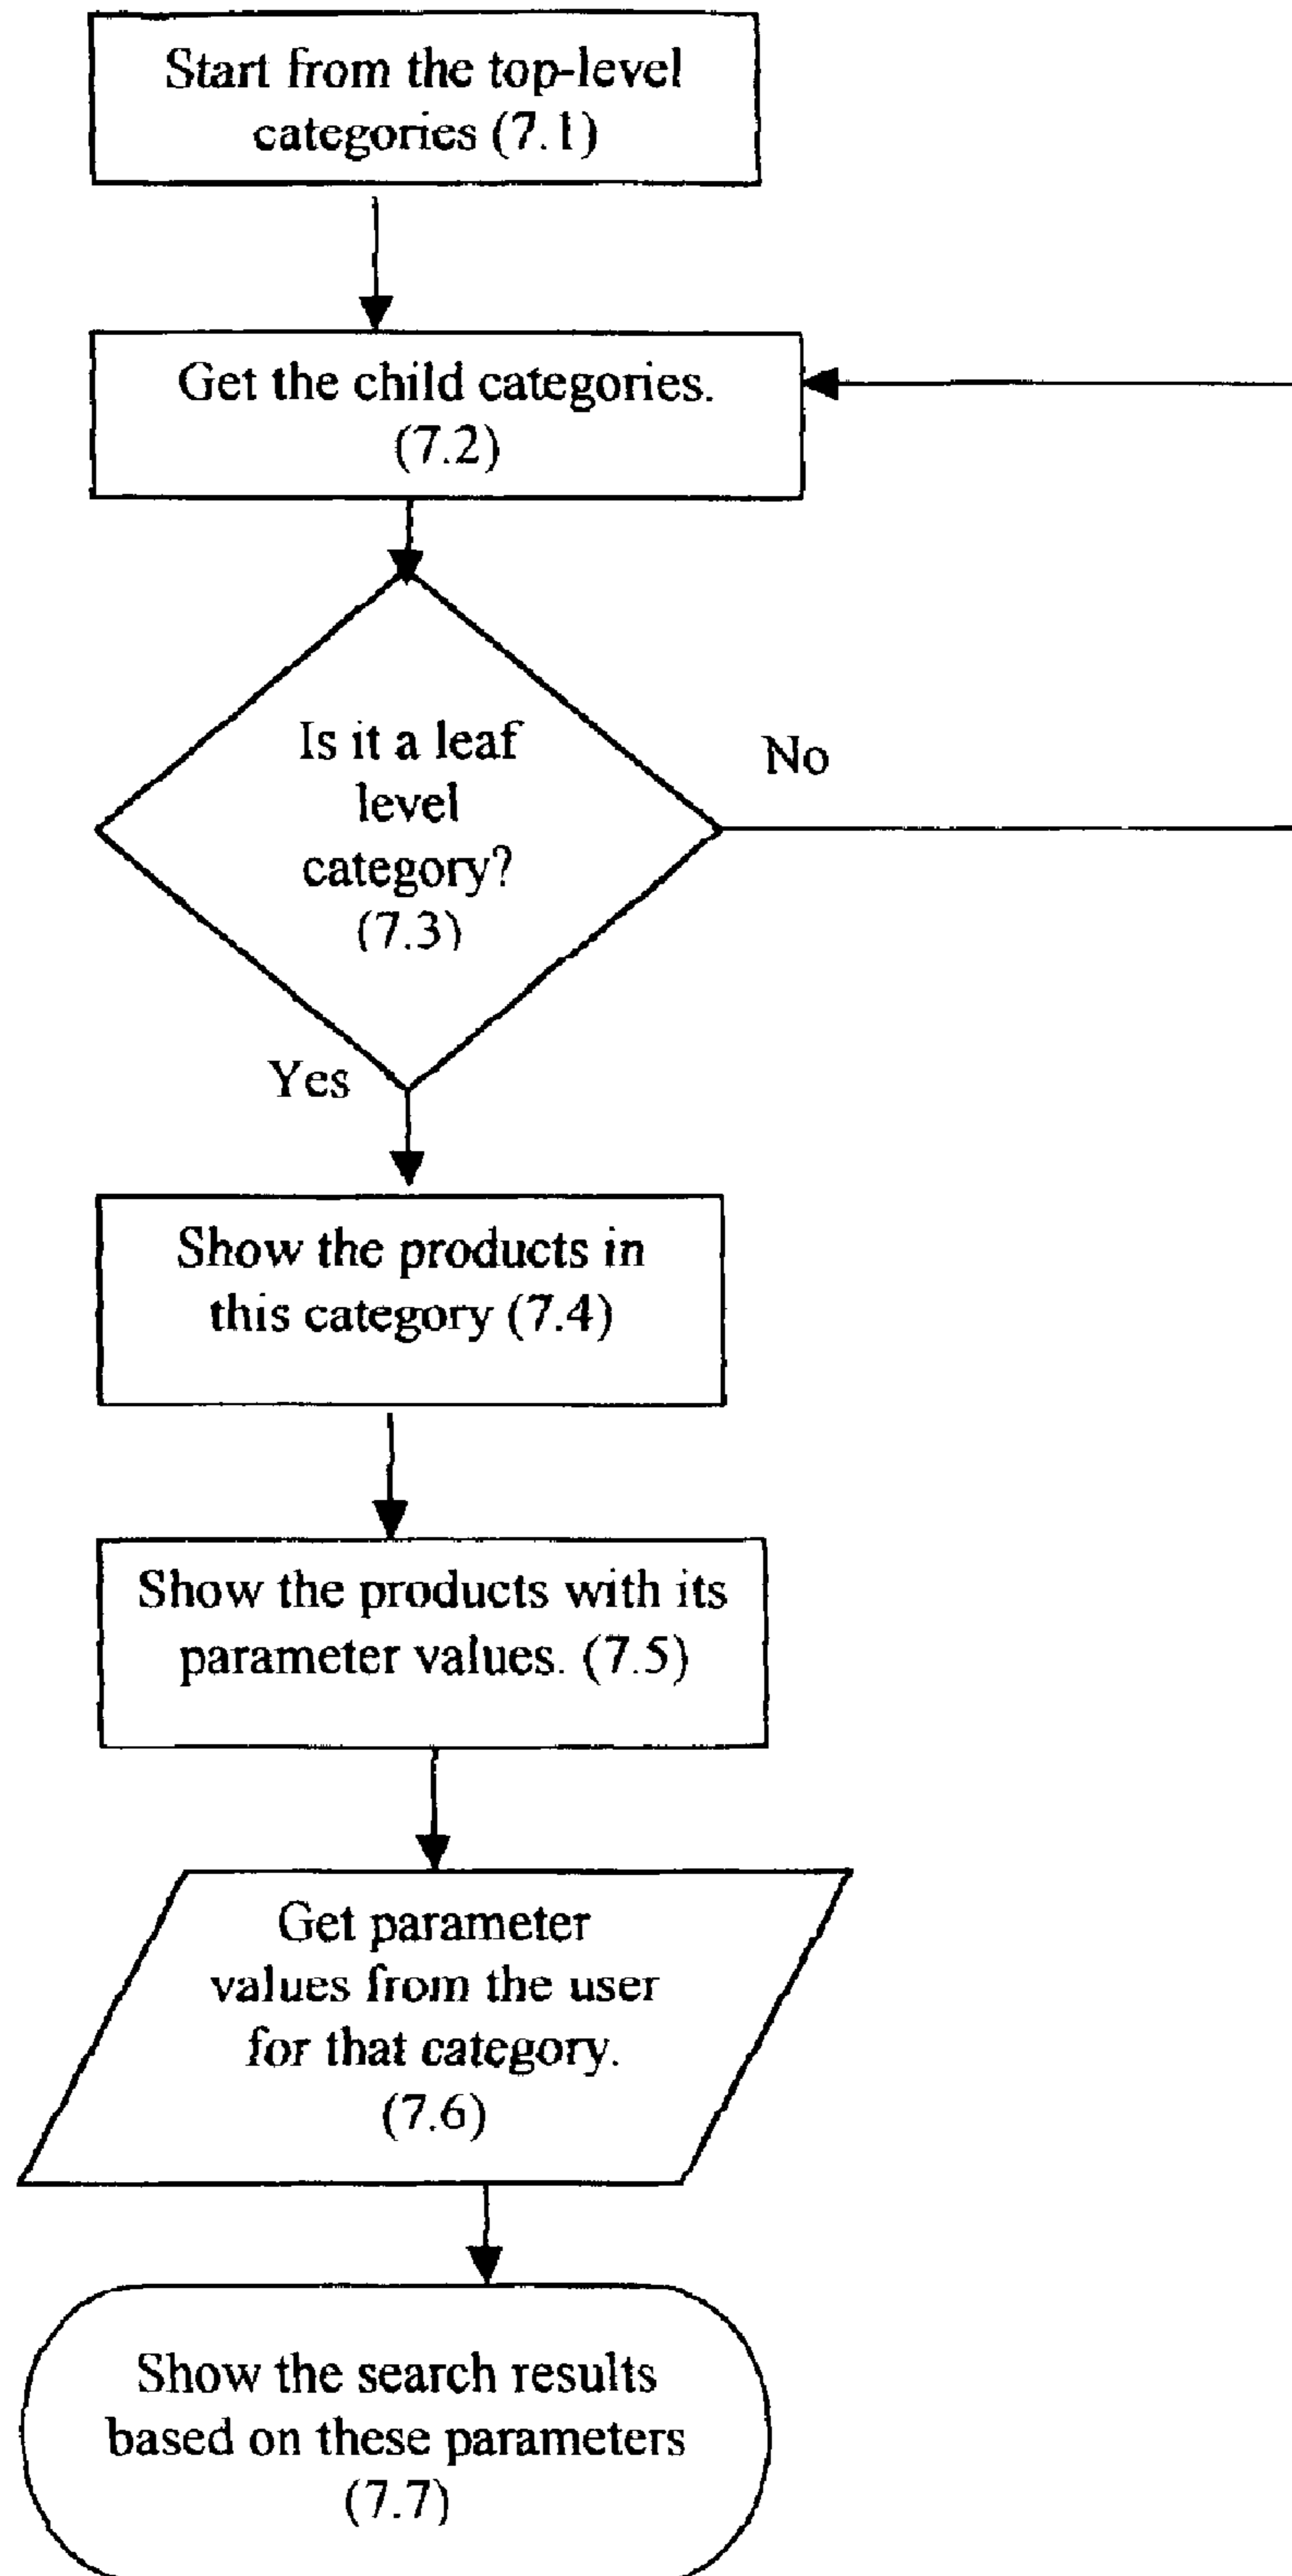 Start from the top-level
categories (7.1)
Get the child categories.
(7.2)
Is it a leaf
level
category?
(7.3)
No
Yes
Show the products in
this category (7.4)
Show the products with its
parameter values. (7.5)
Get parameter
values from the user
for that category.
(7.6)
Show the search results
based on these parameters
(7.7)